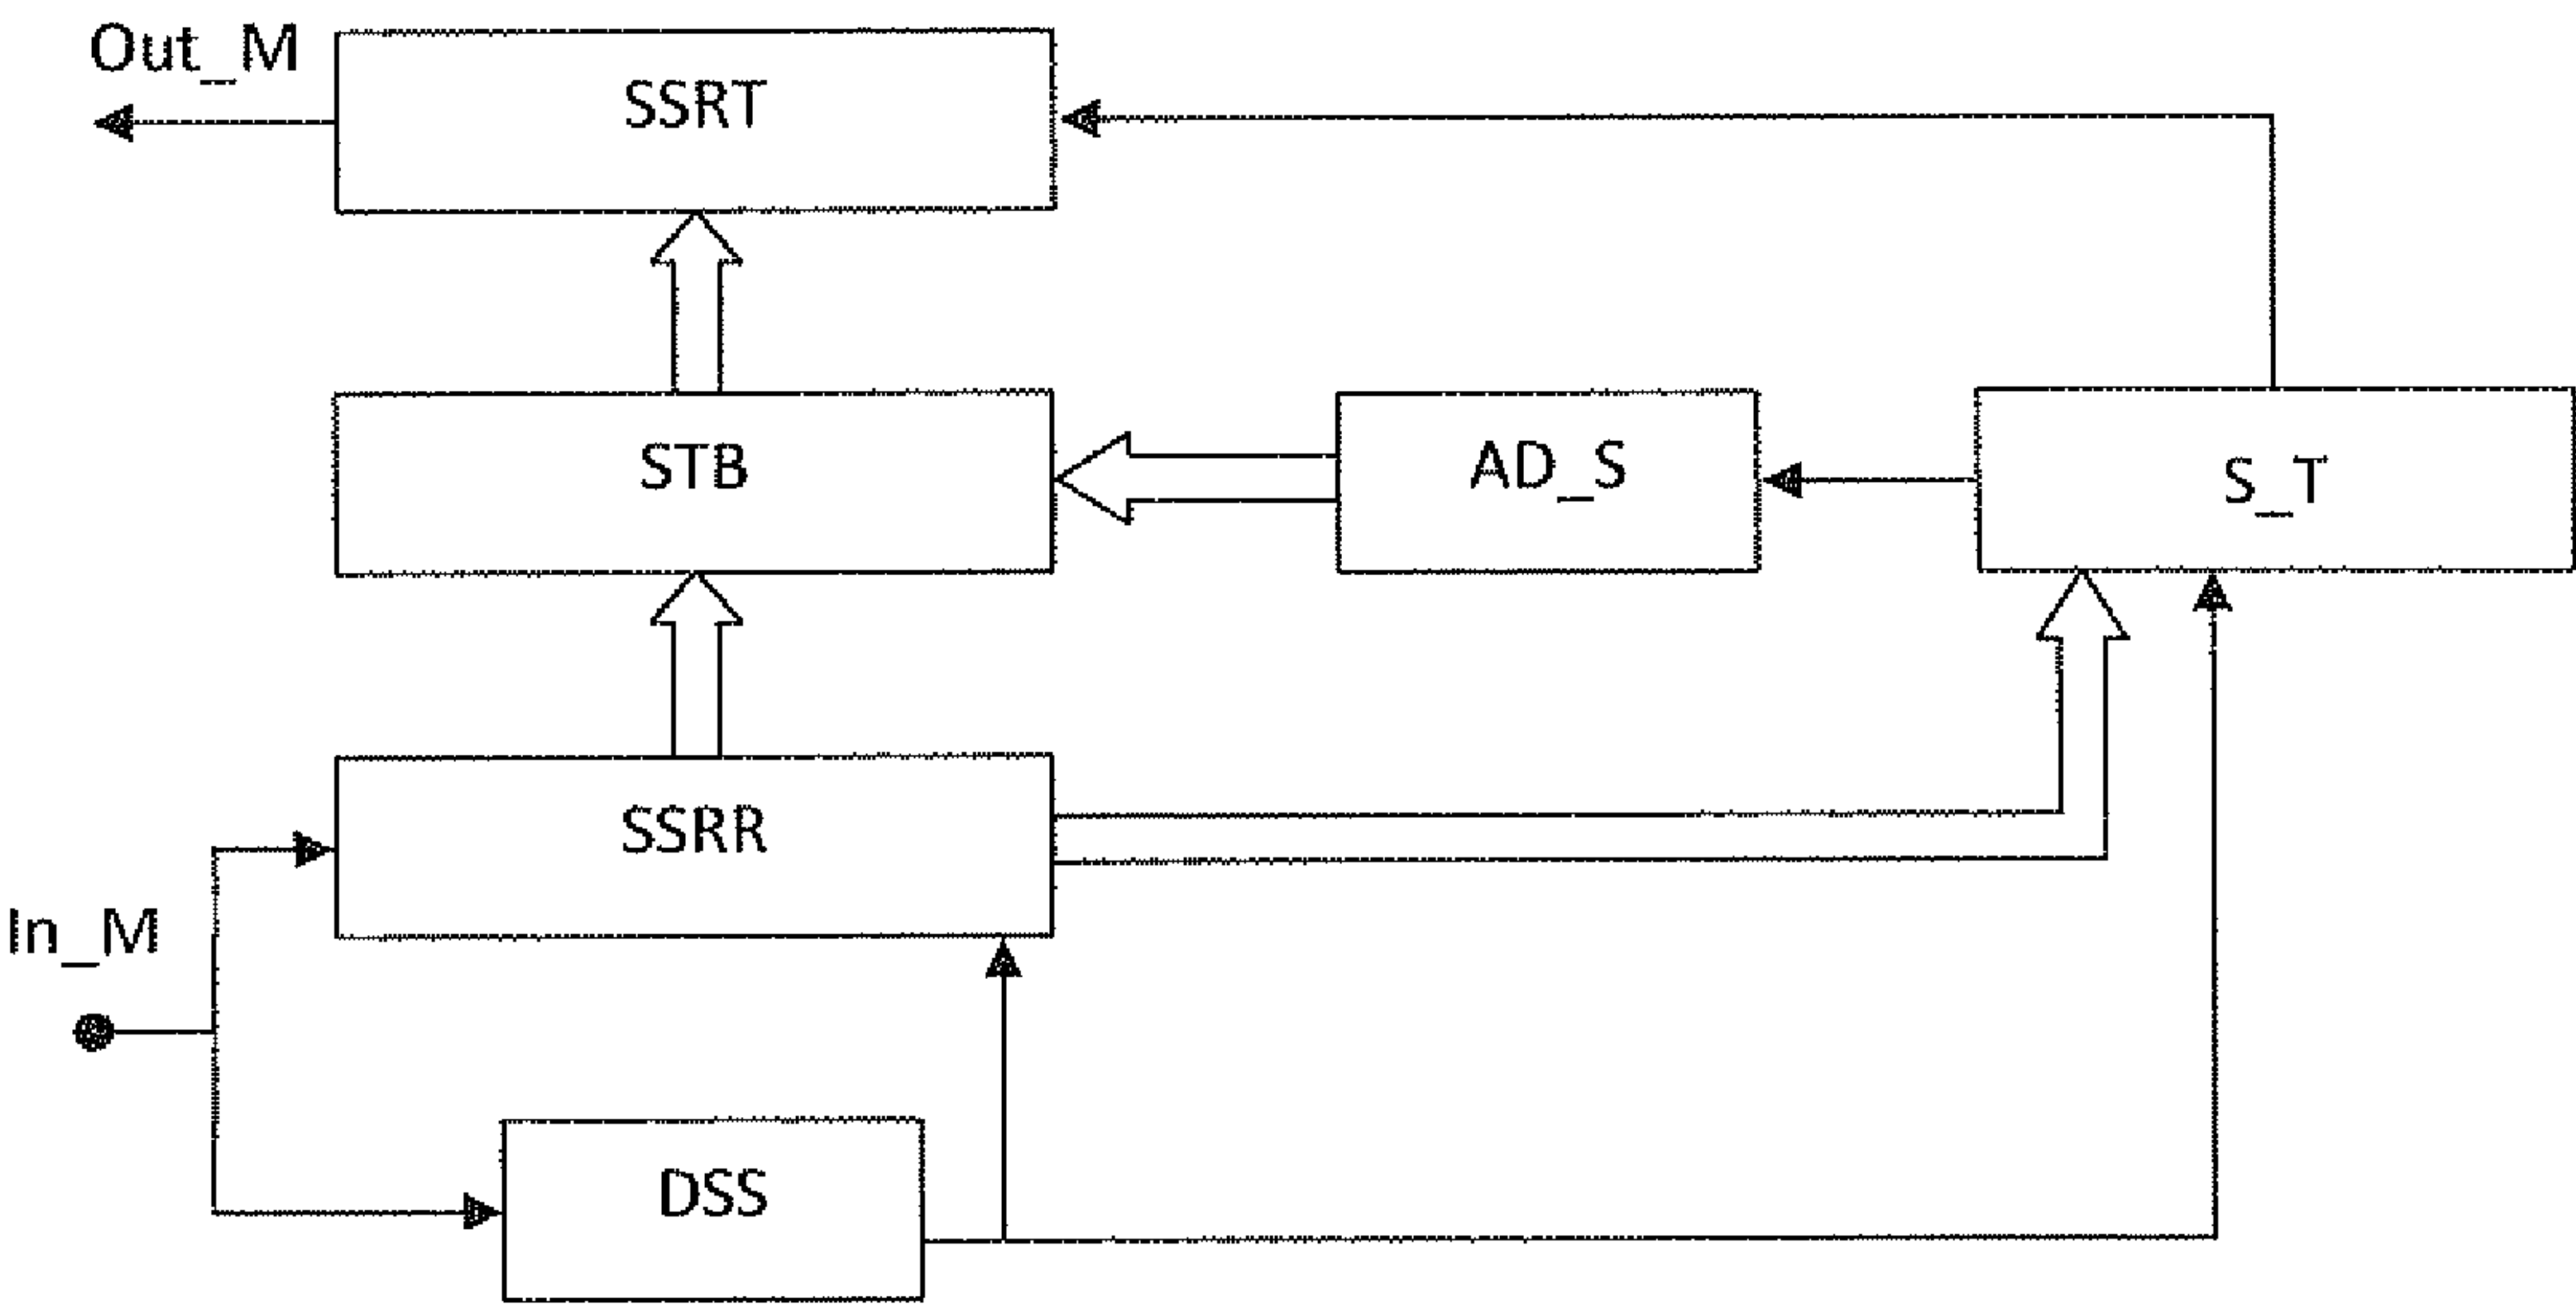 Out_M
SSRT
STB
AD_S
S_T
SSRR
In_M
DSS